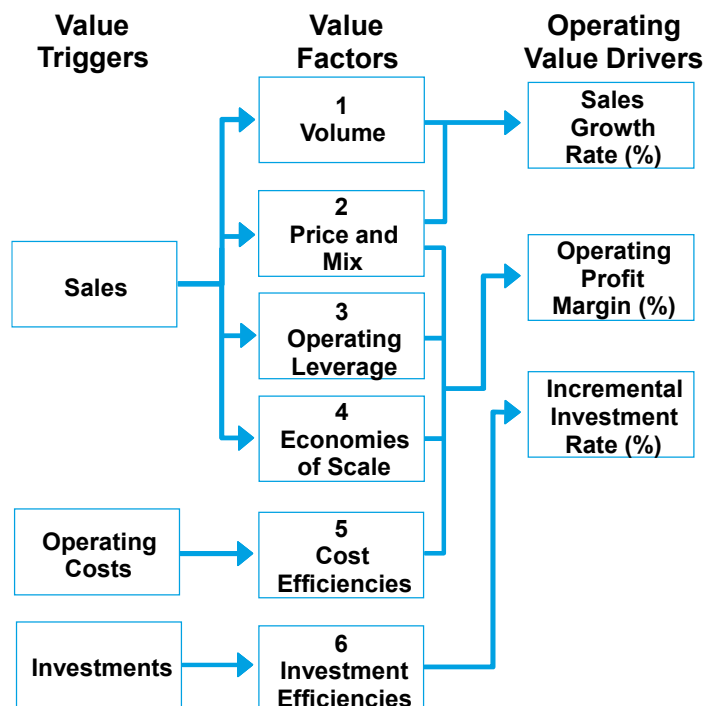 Value
Triggers
Value
Factors
Operating
Value Drivers
1
Volume
2
Price and
Mix
3
Operating
Leverage
4
Economies
of Scale
5
Cost
Efficiencies
6
Investment
Efficiencies
Sales
Operating
Costs
Investments
Sales
Growth
Rate (%)
Operating
Profit
Margin (%)
Incremental
Investment
Rate (%)